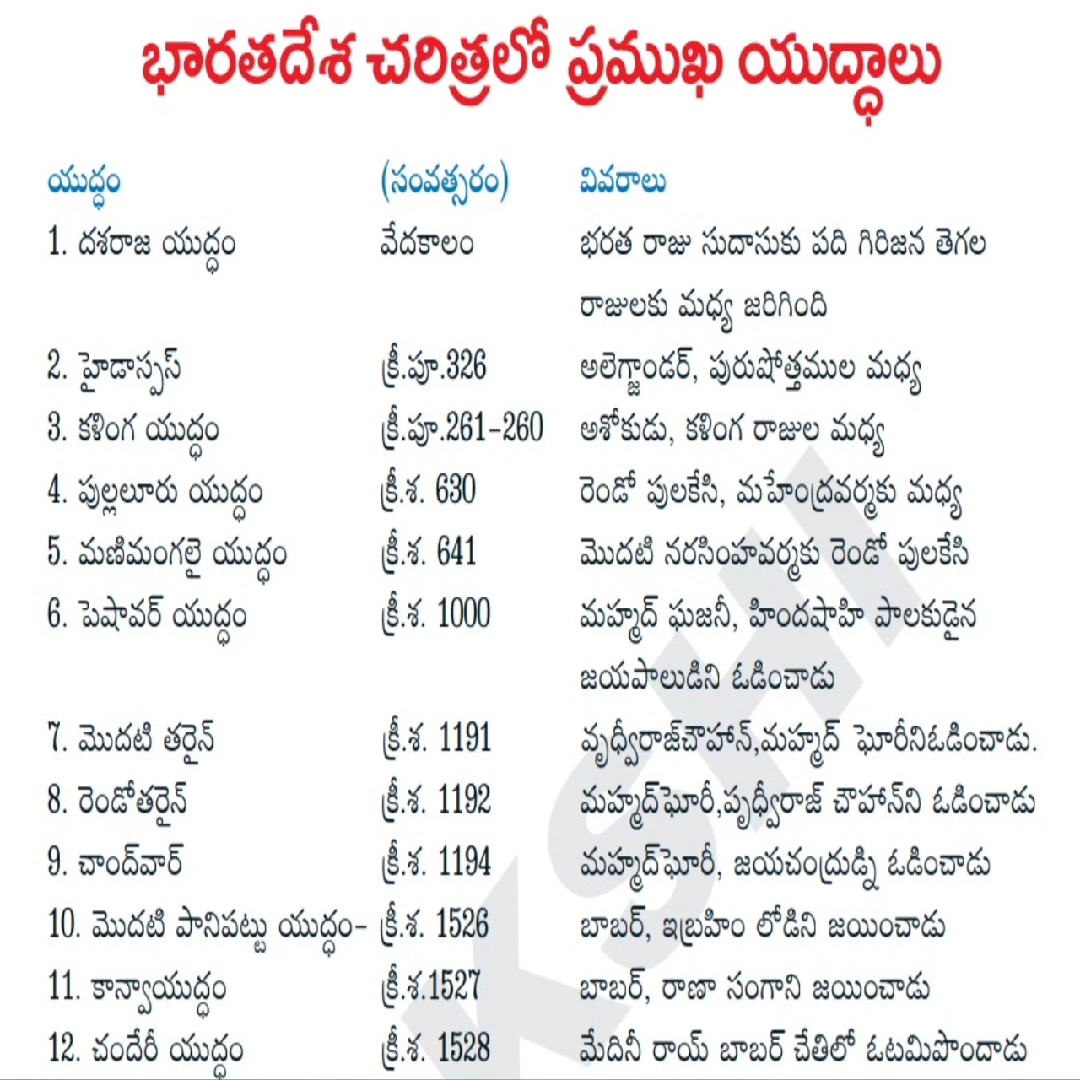 భారతదేశ చరిత్రలో ప్రముఖ యుద్ధాలు
యుద్ధం (సంవత్సరం) వివరాలు
1. దశరాజ యుద్ధం వేదకాలం భరత రాజు సుదాసుకు పది గిరిజన తెగల
రాజులకు మధ్య జరిగింది
2. హైడాస్పస్ క్రీ.పూ.326 అలెగ్జాండర్, పురుషోత్తముల మధ్య
3. కళింగ యుద్ధం క్రీ.పూ.261-260 అశోకుడు, కళింగ రాజుల మధ్య
4. పుల్లలూరు యుద్ధం క్రీ.శ. 630 రెండో పులకేసి, మహేంద్రవర్మకు మధ్య
5. మణిమంగలై యుద్ధం క్రీ.శ. 641 మొదటి నరసింహవర్మకు రెండో పులకేసి
6. పెషావర్ యుద్ధం క్రీ.శ. 1000 మహ్మద్ ఘజనీ, హిందషాహి పాలకుడైన
జయపాలుడిని ఓడించాడు
7. మొదటి తరైన్ క్రీ.శ. 1191 వృధ్వీరాజ్‌చౌహాన్,మహ్మద్ ఘోరీనిఓడించాడు.
8. రెండోతరైన్ క్రీ.శ. 1192 మహ్మద్‌ఘోరీ,పృధ్వీరాజ్ చౌహాన్‌ని ఓడించాడు
9. చాంద్‌వార్ క్రీ.శ. 1194 మహ్మద్‌ఘోరీ, జయచంద్రుడ్ని ఓడించాడు
10. మొదటి పానిపట్టు యుద్ధం- క్రీ.శ. 1526 బాబర్, ఇబ్రహిం లోడిని జయించాడు
11. కాన్వాయుద్ధం క్రీ.శ.1527 బాబర్, రాణా సంగాని జయించాడు
12. చందేరీ యుద్ధం క్రీ.శ. 1528 మేదినీ రాయ్ బాబర్ చేతిలో ఓటమిపొందాడు
KSHI